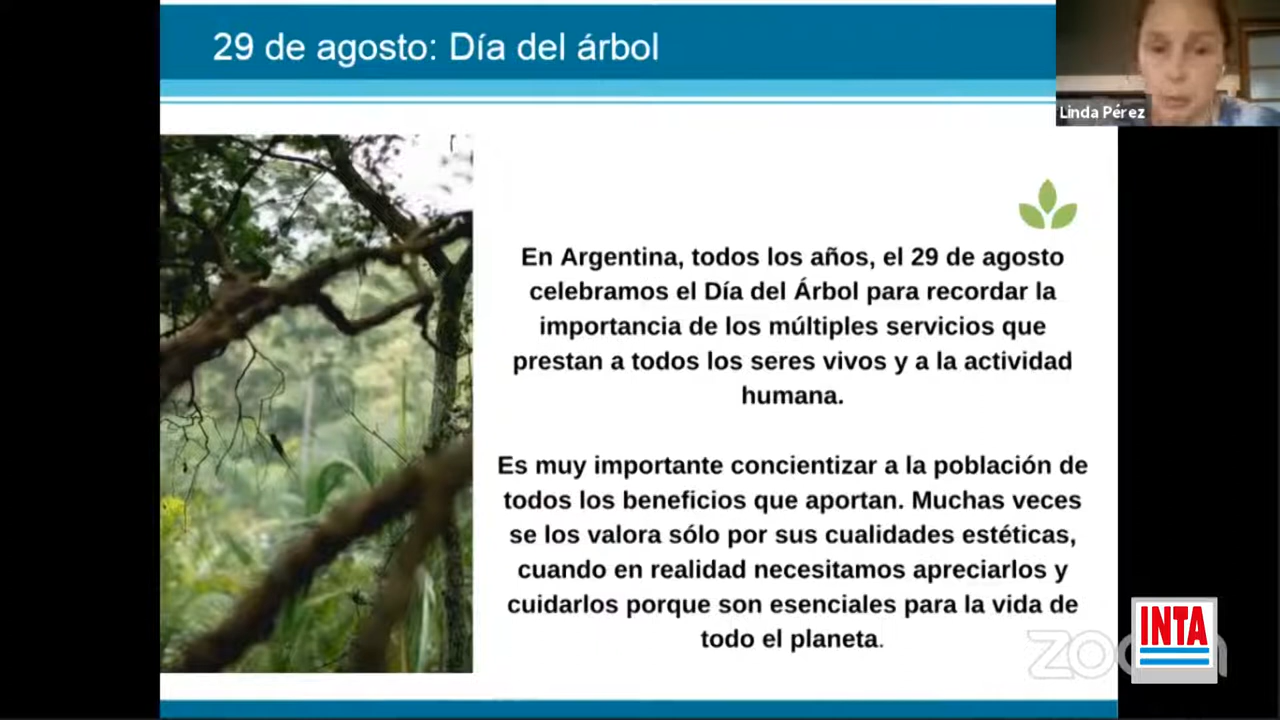 29 de agosto: Día del árbol
Linda Pérez
En Argentina, todos los años, el 29 de agosto
celebramos el Día del Árbol para recordar la
importancia de los múltiples servicios que
prestan a todos los seres vivos y a la actividad
humana.
Es muy importante concientizar a la población de
todos los beneficios que aportan. Muchas veces
se los valora sólo por sus cualidades estéticas,
cuando en realidad necesitamos apreciarlos y
cuidarlos porque son esenciales para la vida de
todo el planeta.
zoom
INTA